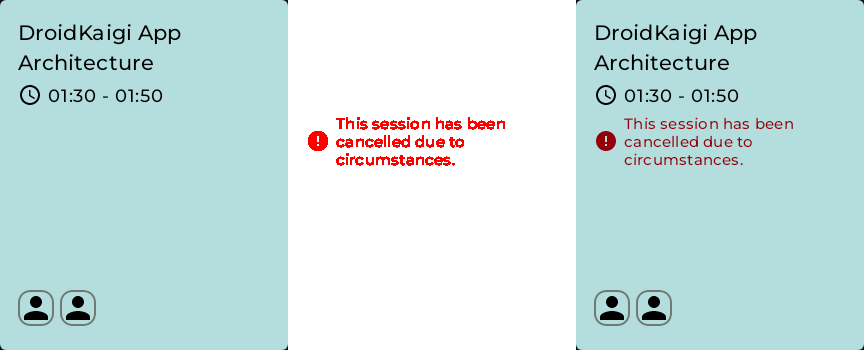 DroidKaigi App
Architecture
01:30 - 01:50
This session has been
cancelled due to
circumstances.
DroidKaigi App
Architecture
01:30 - 01:50
This session has been
cancelled due to
circumstances.